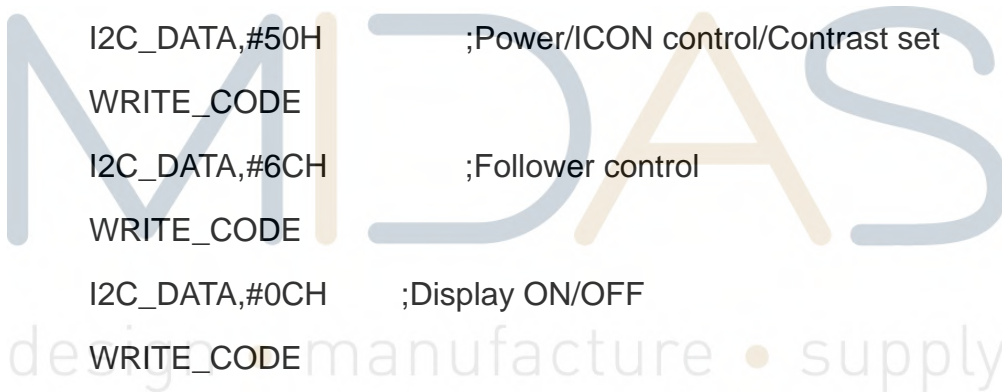 I2C_DATA,#50H ;Power/ICON control/Contrast set
WRITE_CODE
I2C_DATA,#6CH ;Follower control
WRITE_CODE
I2C_DATA,#0CH ;Display ON/OFF
WRITE_CODE
MIDAS
design • manufacture • supply